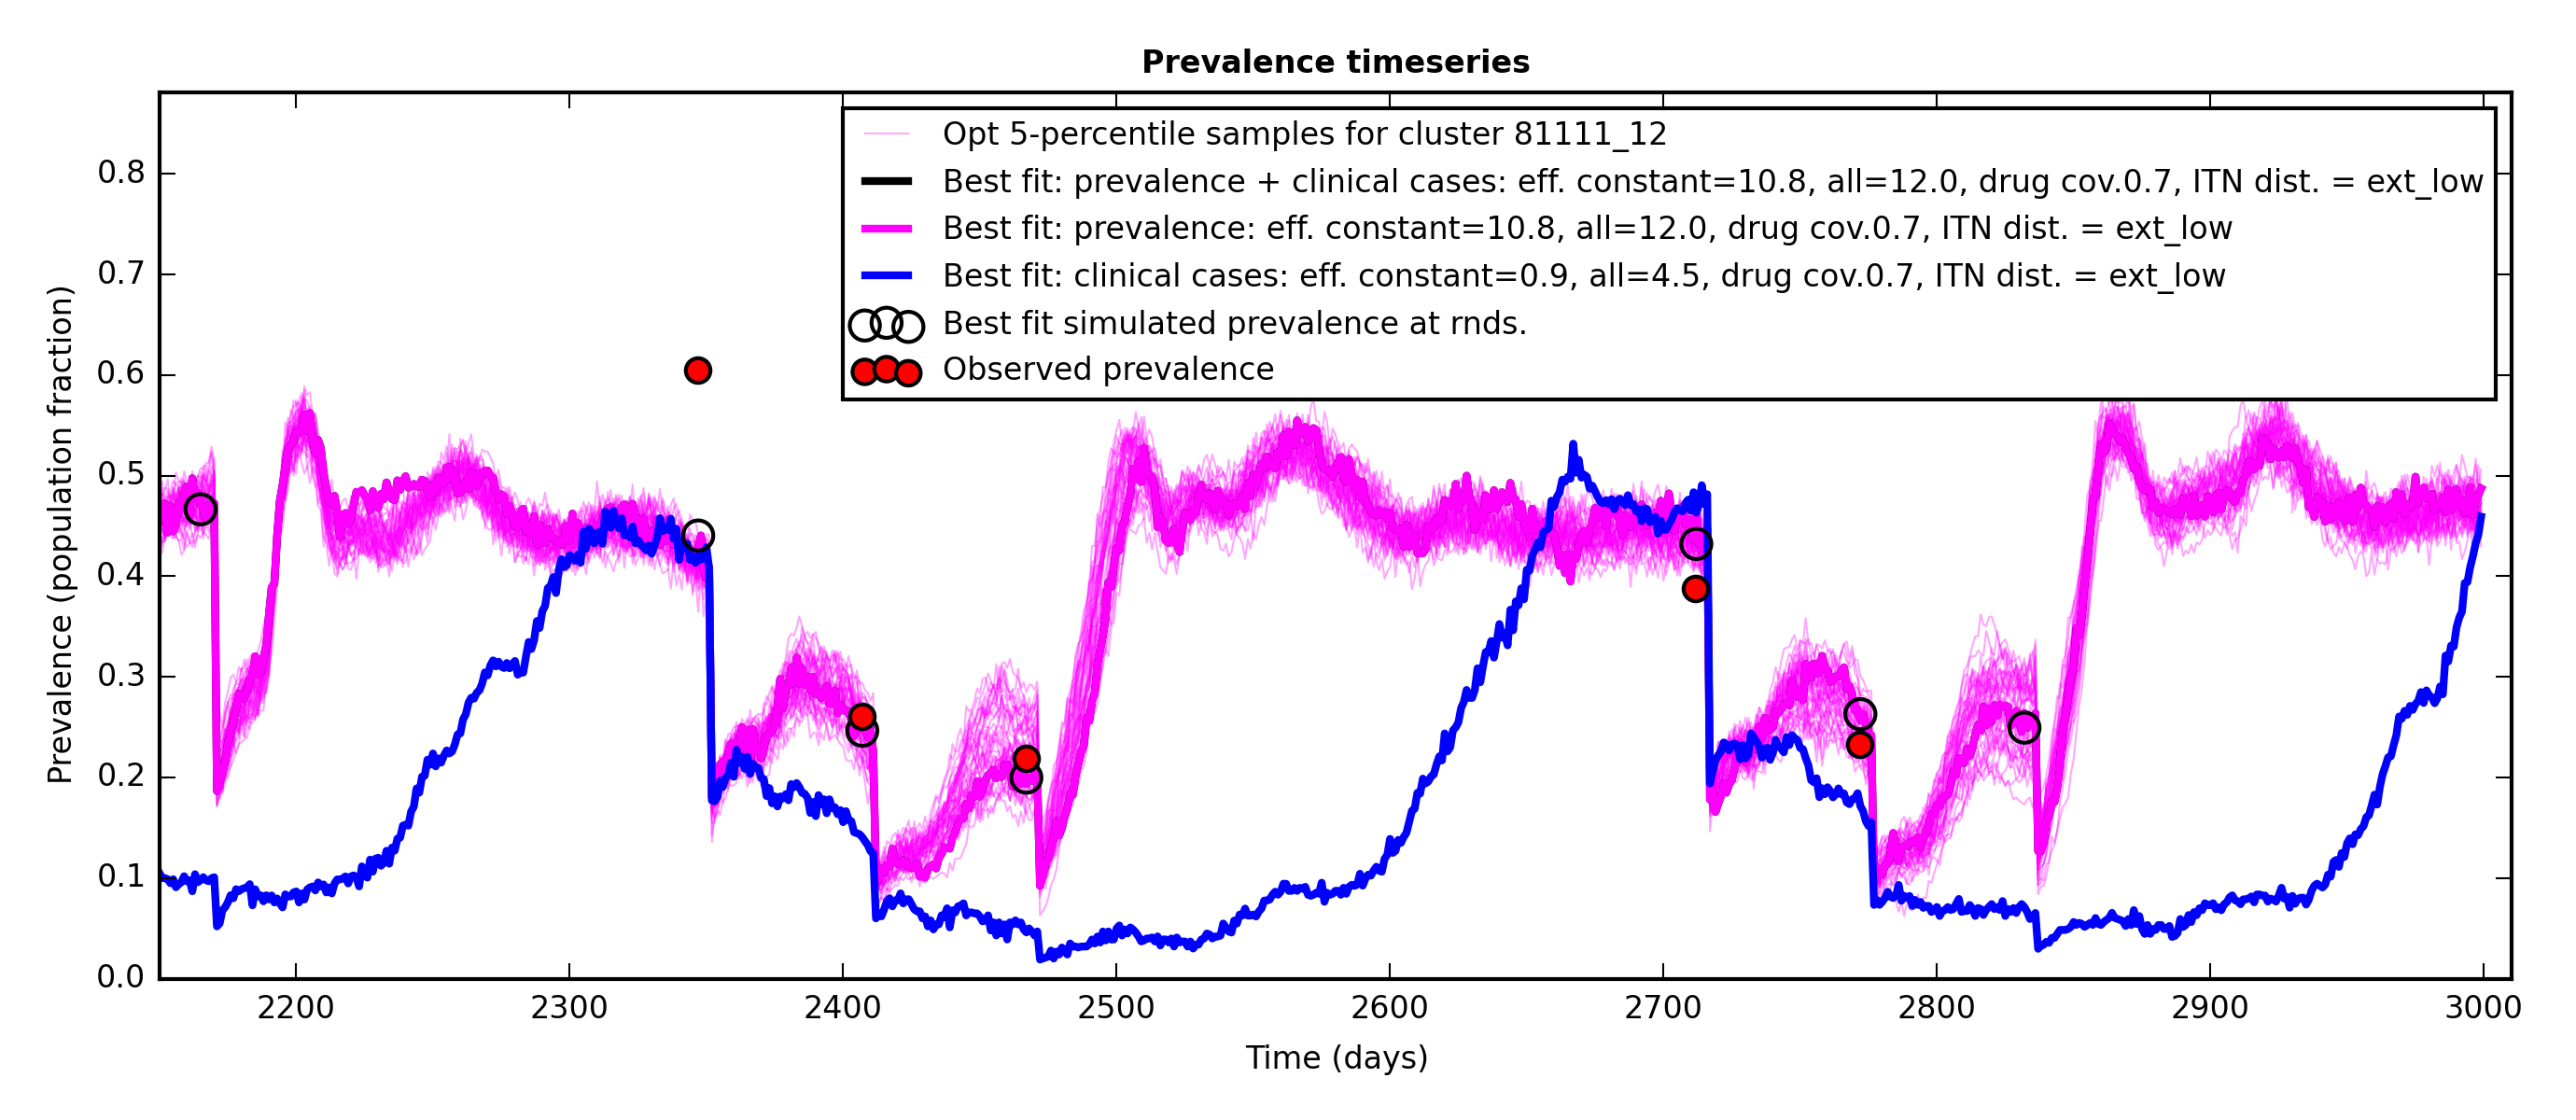 Prevalence timeseries
Opt 5-percentile samples for cluster 81111_12
Best fit: prevalence + clinical cases: eff. constant=10.8, all=12.0, drug cov.0.7, ITN dist. = ext_low
Best fit: prevalence: eff. constant=10.8, all=12.0, drug cov.0.7, ITN dist. = ext_low
Best fit: clinical cases: eff. constant=0.9, all=4.5, drug cov.0.7, ITN dist. = ext_low
Best fit simulated prevalence at rnds.
Observed prevalence
Prevalence (population fraction)
0.8
0.7
0.6
0.5
0.4
0.3
0.2
0.1
0.0
2200 2300 2400 2500 2600 2700 2800 2900 3000
Time (days)